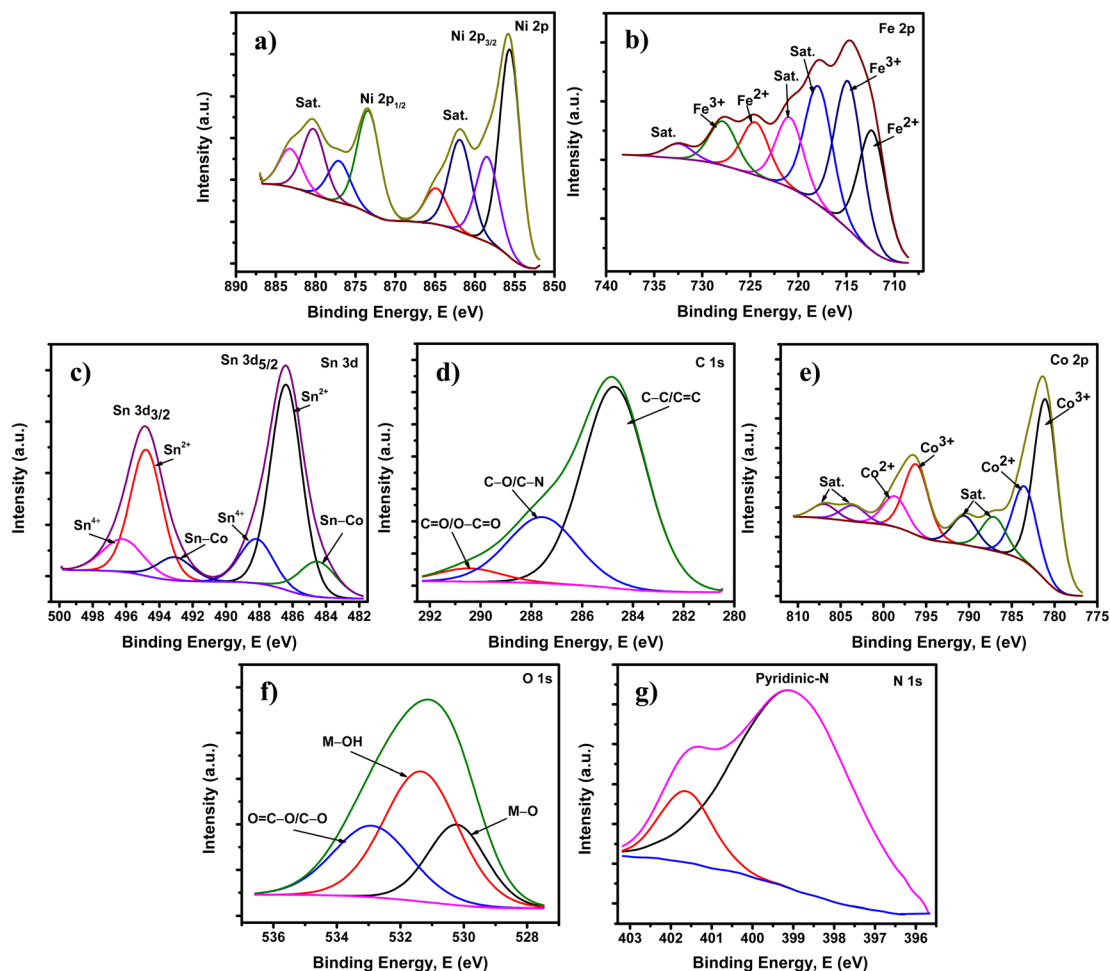 a)
Ni 2p
Ni 2p3/2
Sat.
Ni 2p1/2
Sat.
Intensity (a.u.)
890 885 880 875 870 865 860 855 850
Binding Energy, E (eV)
b)
Fe 2p
Sat.
Fe3+
Fe2+
Sat.
Sat.
Fe3+
Fe2+
Intensity (a.u.)
740 735 730 725 720 715 710
Binding Energy, E (eV)
c)
Sn 3d5/2
Sn 3d
Sn2+
Sn 3d3/2
Sn2+
Sn4+
Sn–Co
Sn4+
Sn–Co
Intensity (a.u.)
500 498 496 494 492 490 488 486 484 482
Binding Energy, E (eV)
d)
C 1s
C–C/C=C
C–O/C–N
C=O/O–C=O
Intensity (a.u.)
292 290 288 286 284 282 280
Binding Energy, E (eV)
e)
Co 2p
Co3+
Co3+
Co2+
Co2+
Sat.
Sat.
Intensity (a.u.)
810 805 800 795 790 785 780 775
Binding Energy, E (eV)
f)
O 1s
M–OH
O=C–O/C–O
M–O
Intensity (a.u.)
536 534 532 530 528
Binding Energy, E (eV)
g)
Pyridinic-N
N 1s
Intensity (a.u.)
403 402 401 400 399 398 397 396
Binding Energy, E (eV)